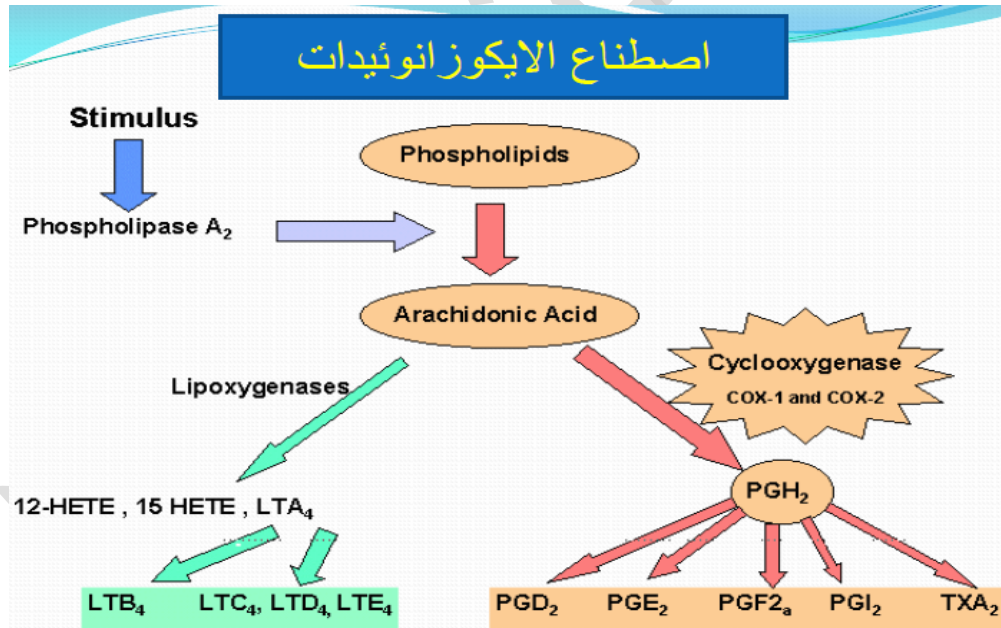 اصطناع الايكوزانوئيدات
Stimulus
Phospholipids
Phospholipase A₂
Arachidonic Acid
Cyclooxygenase
COX-1 and COX-2
Lipoxygenases
12-HETE , 15 HETE , LTA₄
PGH₂
LTB₄ LTC₄, LTD₄, LTE₄
PGD₂ PGE₂ PGF2ₐ PGI₂ TXA₂